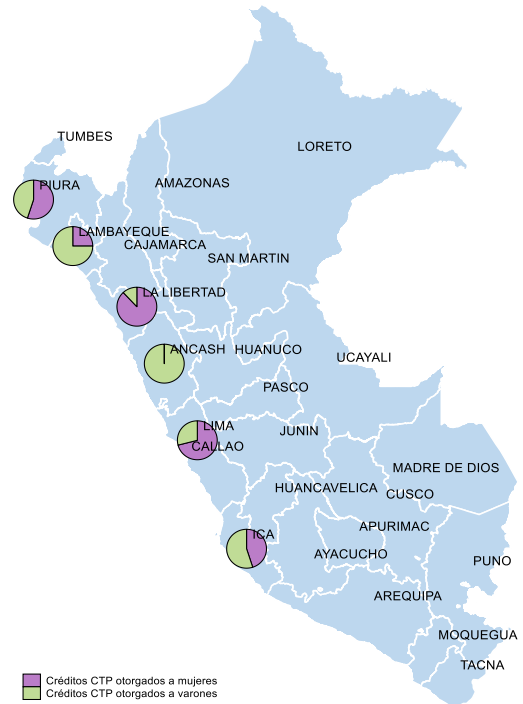 TUMBES
LORETO
PIURA
AMAZONAS
LAMBAYEQUE
CAJAMARCA
SAN MARTIN
LA LIBERTAD
ANCASH
HUANUCO
UCAYALI
PASCO
LIMA
JUNIN
CALLAO
MADRE DE DIOS
HUANCAVELICA
CUSCO
APURIMAC
ICA
AYACUCHO
PUNO
AREQUIPA
MOQUEGUA
TACNA
Créditos CTP otorgados a mujeres
Créditos CTP otorgados a varones